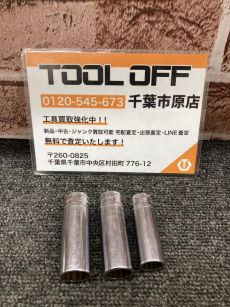 TOOL OFF
0120-545-673 千葉市原店
工具買取強化中!!
新品・中古・ジャンク買取可能 宅配査定・出張査定・LINE査定
無料で査定いたします!
〒260-0825
千葉県千葉市中央区村田町 776-12